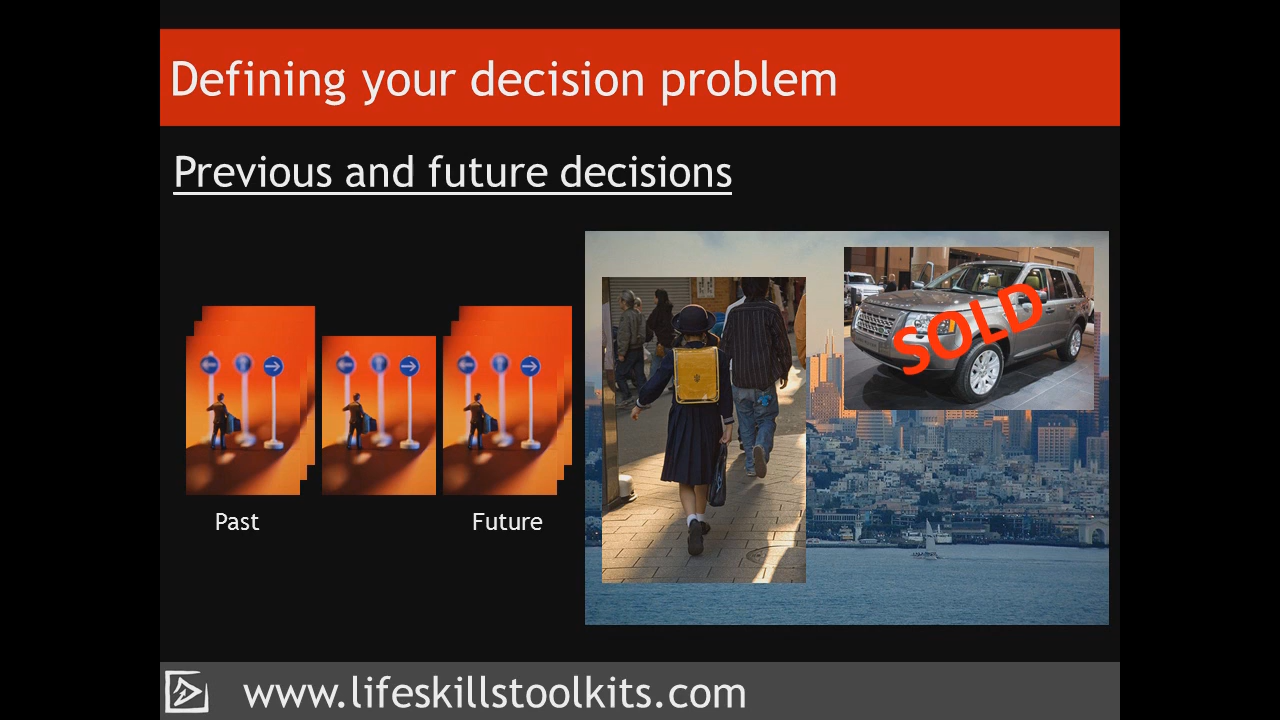 Defining your decision problem
Previous and future decisions
SOLD
Past
Future
www.lifeskillstoolkits.com